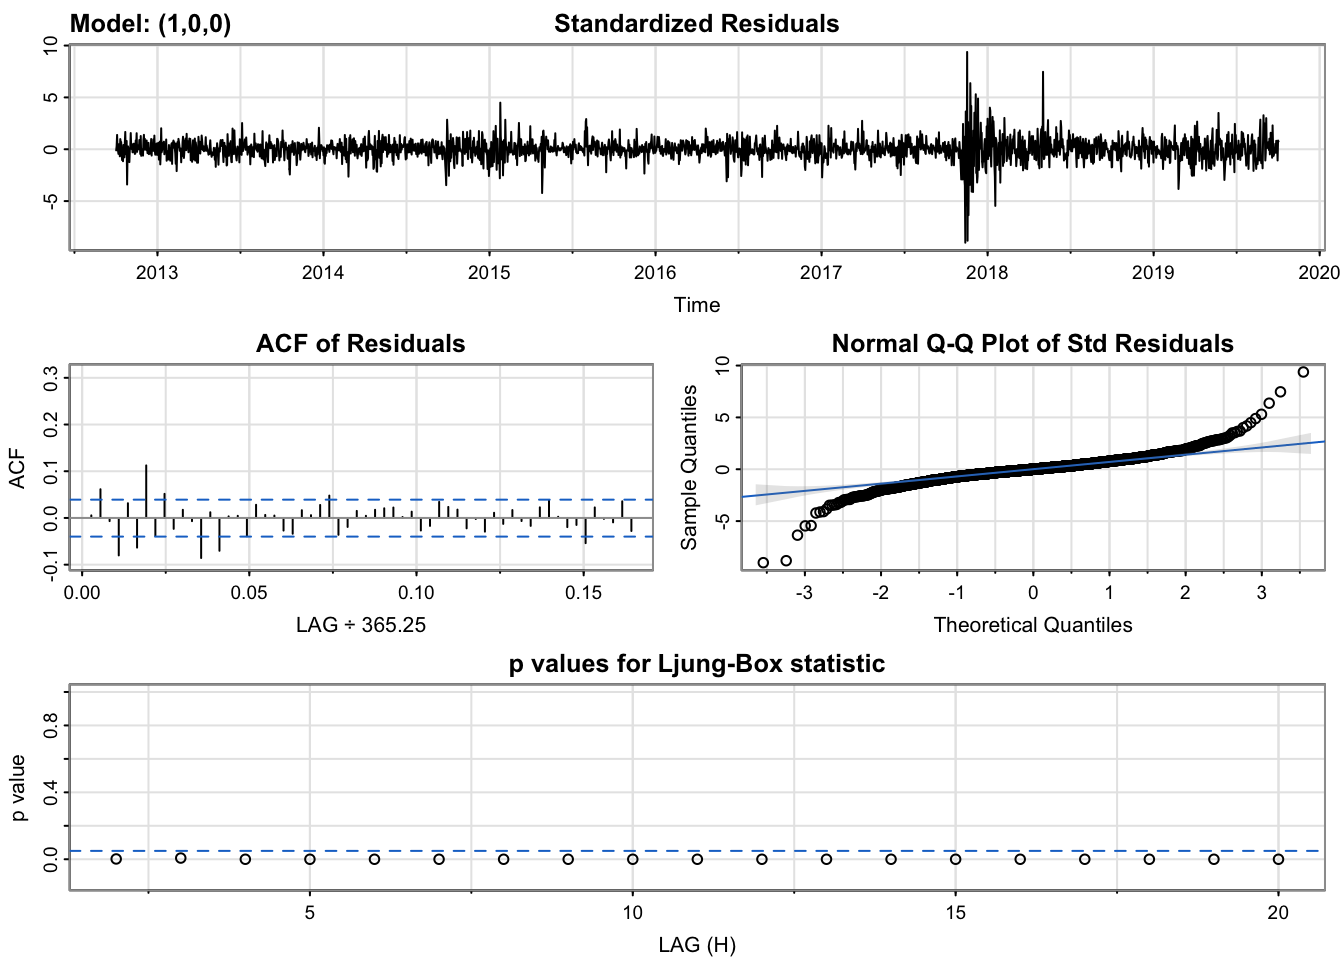 Model: (1,0,0) Standardized Residuals
10
5
0
-5
2013 2014 2015 2016 2017 2018 2019 2020
Time
ACF of Residuals
ACF
0.3
0.2
0.1
0.0
-0.1
0.00 0.05 0.10 0.15
LAG ÷ 365.25
Normal Q-Q Plot of Std Residuals
Sample Quantiles
10
5
0
-5
-3 -2 -1 0 1 2 3
Theoretical Quantiles
p values for Ljung-Box statistic
p value
0.8
0.4
0.0
5 10 15 20
LAG (H)